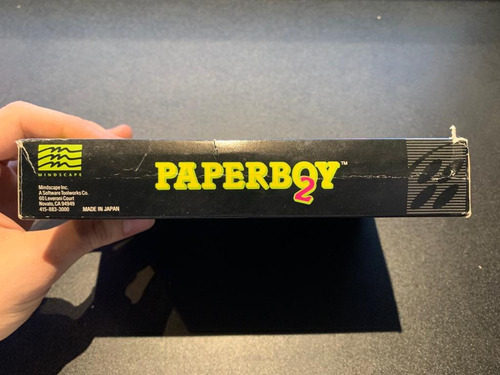 MINDSCAPE
Mindscape Inc.
A Software Toolworks Co.
60 Leveroni Court
Novato, CA 94949
415-883-3000
MADE IN JAPAN
PAPERBOY™
2